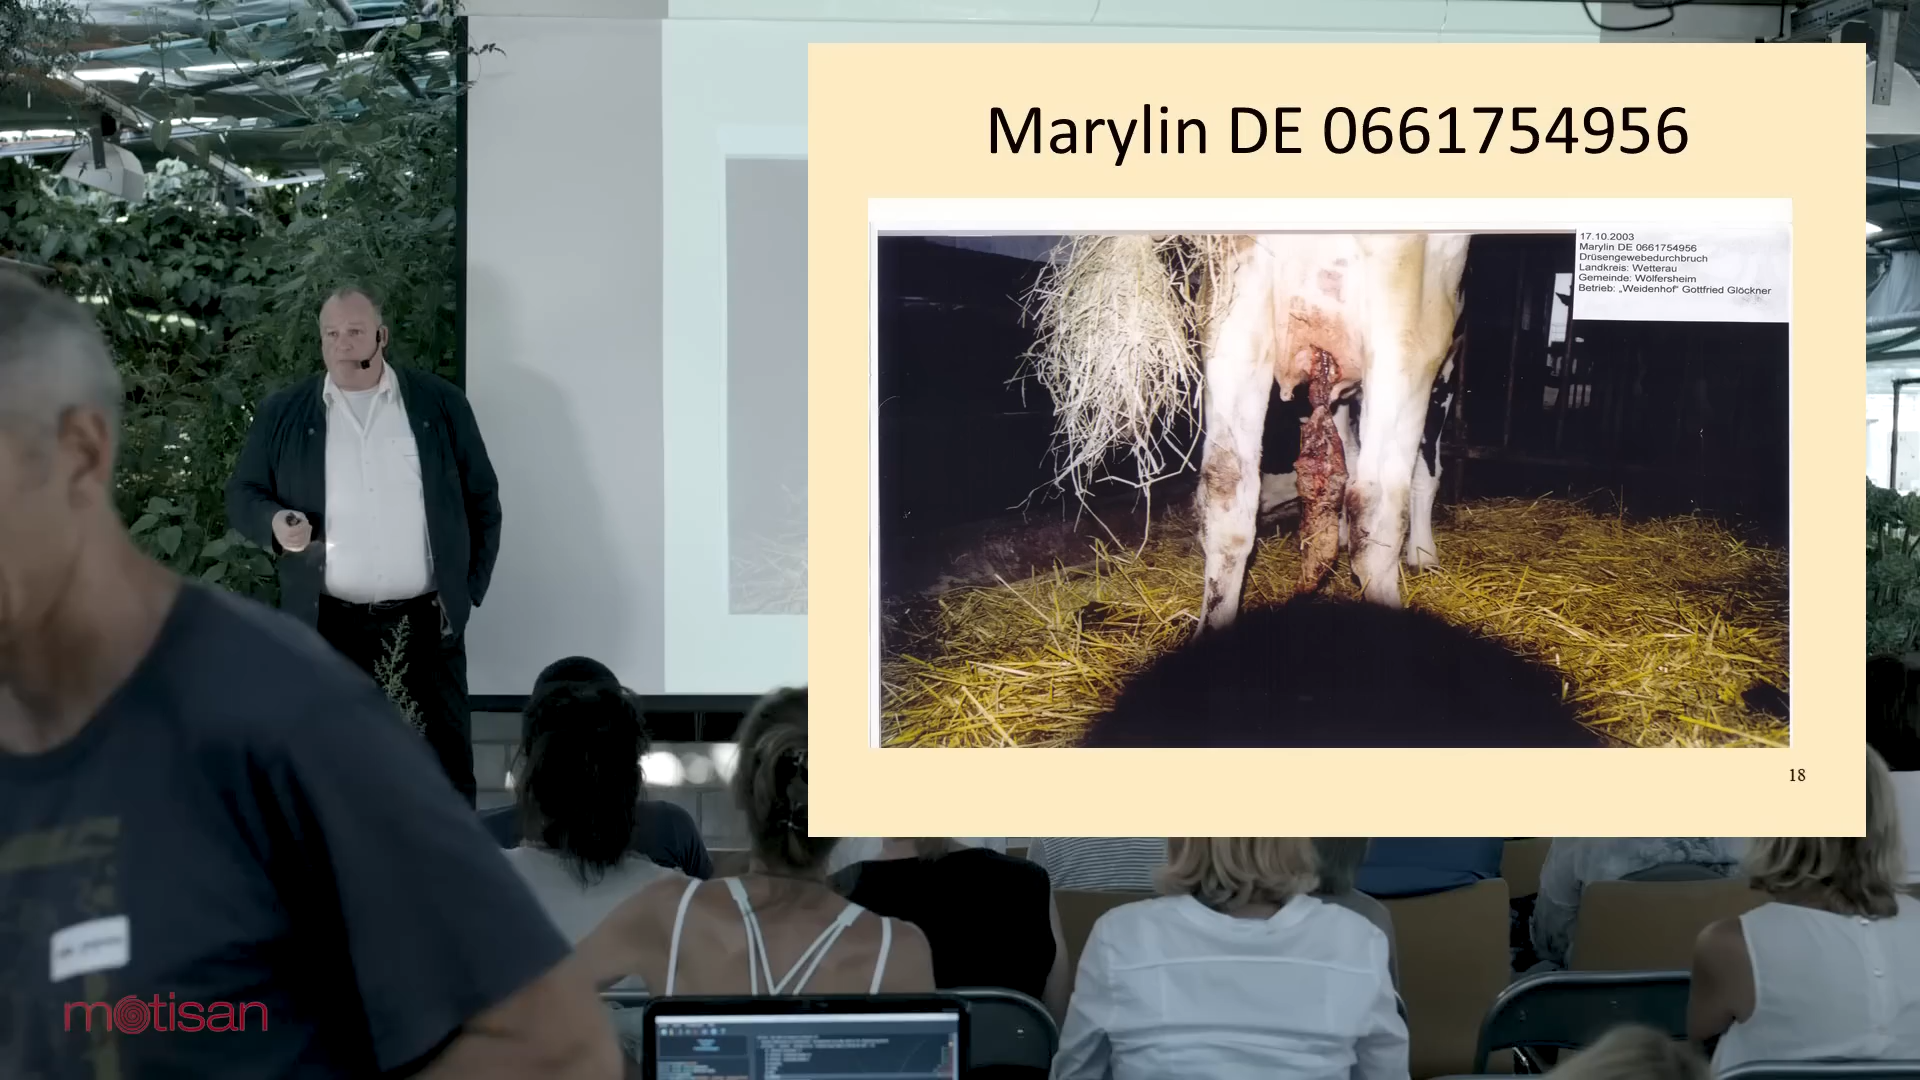 Marylin DE 0661754956
17.10.2003
Marylin DE 0661754956
Drüsengewebedurchbruch
Landkreis: Wetterau
Gemeinde: Wölfersheim
Betrieb: „Weidenhof“ Gottfried Glöckner
18
motisan